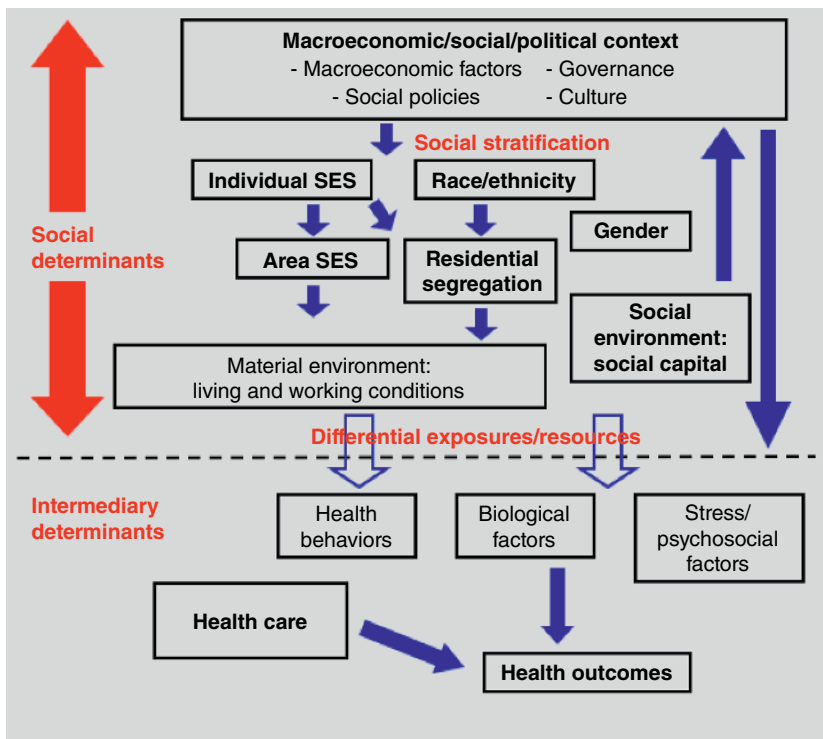 Macroeconomic/social/political context
- Macroeconomic factors - Governance
- Social policies - Culture
Social stratification
Individual SES
Race/ethnicity
Gender
Social
determinants
Area SES
Residential
segregation
Social
environment:
social capital
Material environment:
living and working conditions
Differential exposures/resources
Intermediary
determinants
Health
behaviors
Biological
factors
Stress/
psychosocial
factors
Health care
Health outcomes